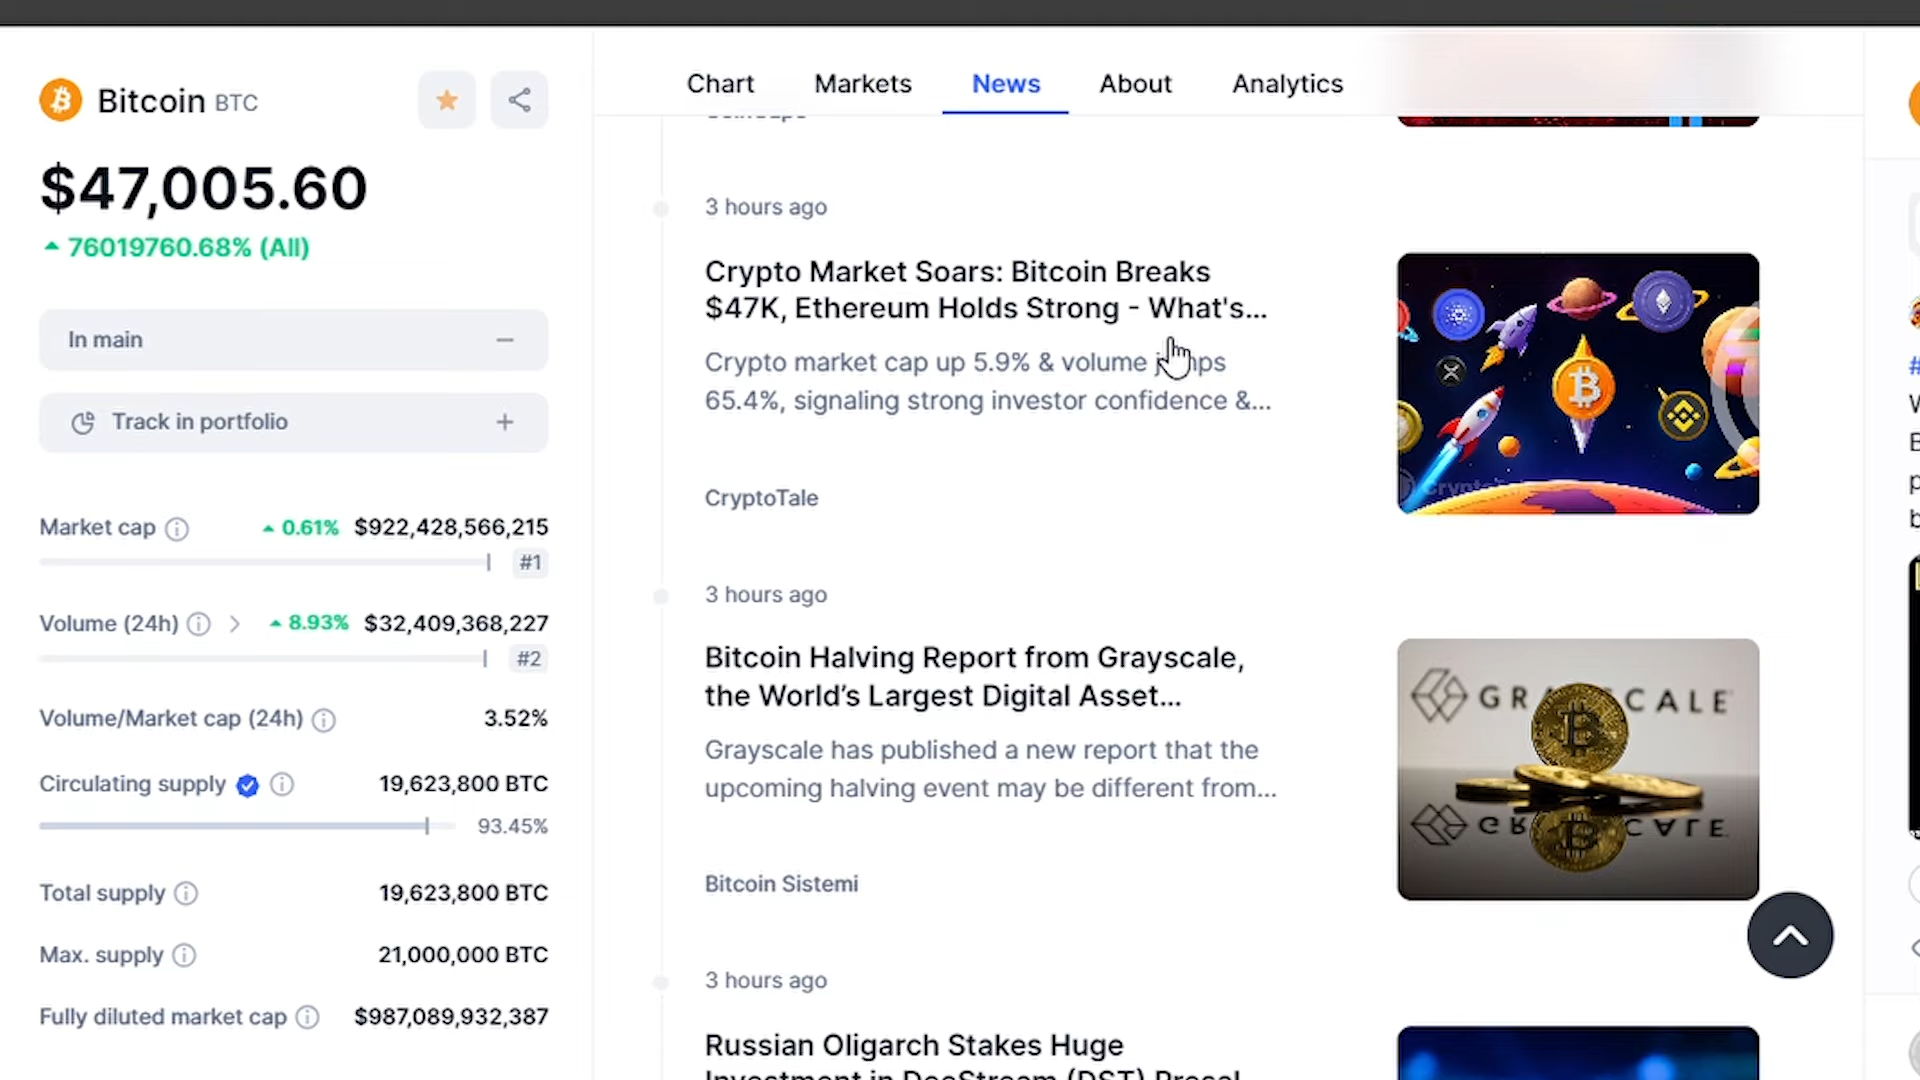 Bitcoin BTC
$47,005.60
76019760.68% (All)
In main
Track in portfolio
Market cap 0.61% $922,428,566,215
#1
Volume (24h) 8.93% $32,409,368,227
#2
Volume/Market cap (24h) 3.52%
Circulating supply 19,623,800 BTC
93.45%
Total supply 19,623,800 BTC
Max. supply 21,000,000 BTC
Fully diluted market cap $987,089,932,387
Chart Markets News About Analytics
3 hours ago
Crypto Market Soars: Bitcoin Breaks
$47K, Ethereum Holds Strong - What's...
Crypto market cap up 5.9% & volume
65.4%, signaling strong investor confidence &...
CryptoTale
3 hours ago
Bitcoin Halving Report from Grayscale,
the World’s Largest Digital Asset...
Grayscale has published a new report that the
upcoming halving event may be different from...
Bitcoin Sistemi
GRAYSCALE
3 hours ago
Russian Oligarch Stakes Huge
Investment in DeeStream (DST) Presal